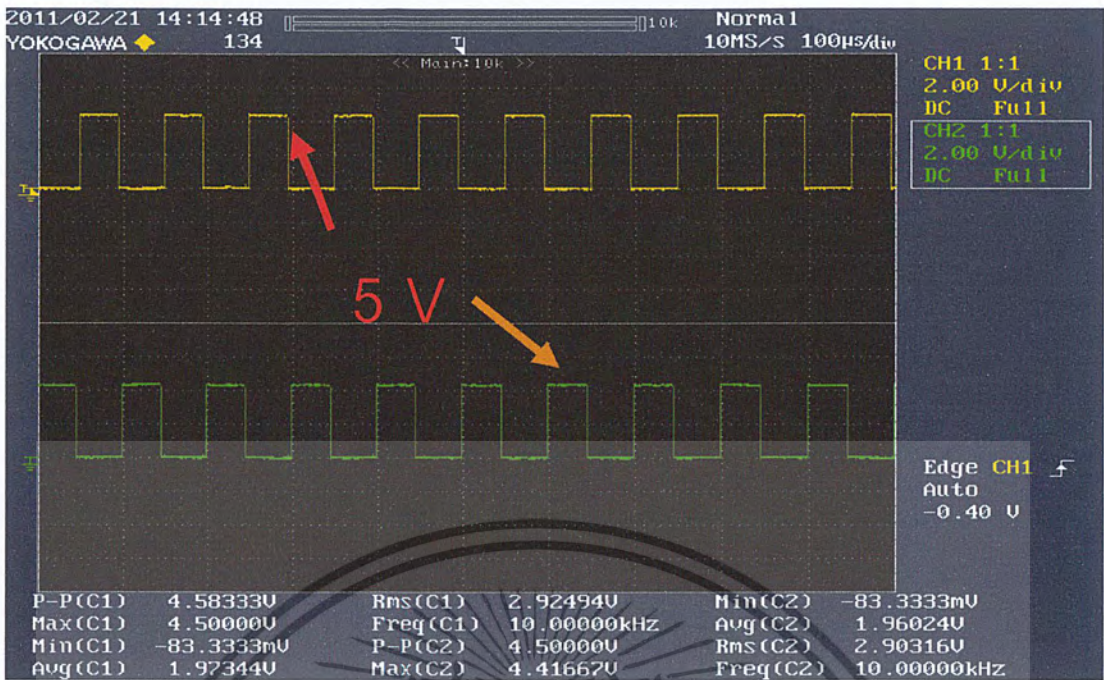 2011/02/21 14:14:48 10k Normal
YOKOGAWA 134 T 10MS/s 100µs/div
<< Main:10k >>
CH1 1:1
2.00 V/div
DC Full
CH2 1:1
2.00 V/div
DC Full
T
5 V
Edge CH1
Auto
-0.40 V
P-P(C1) 4.58333V Rms(C1) 2.92494V Min(C2) -83.3333mV
Max(C1) 4.50000V Freq(C1) 10.00000kHz Avg(C2) 1.96024V
Min(C1) -83.3333mV P-P(C2) 4.50000V Rms(C2) 2.90316V
Avg(C1) 1.97344V Max(C2) 4.41667V Freq(C2) 10.00000kHz